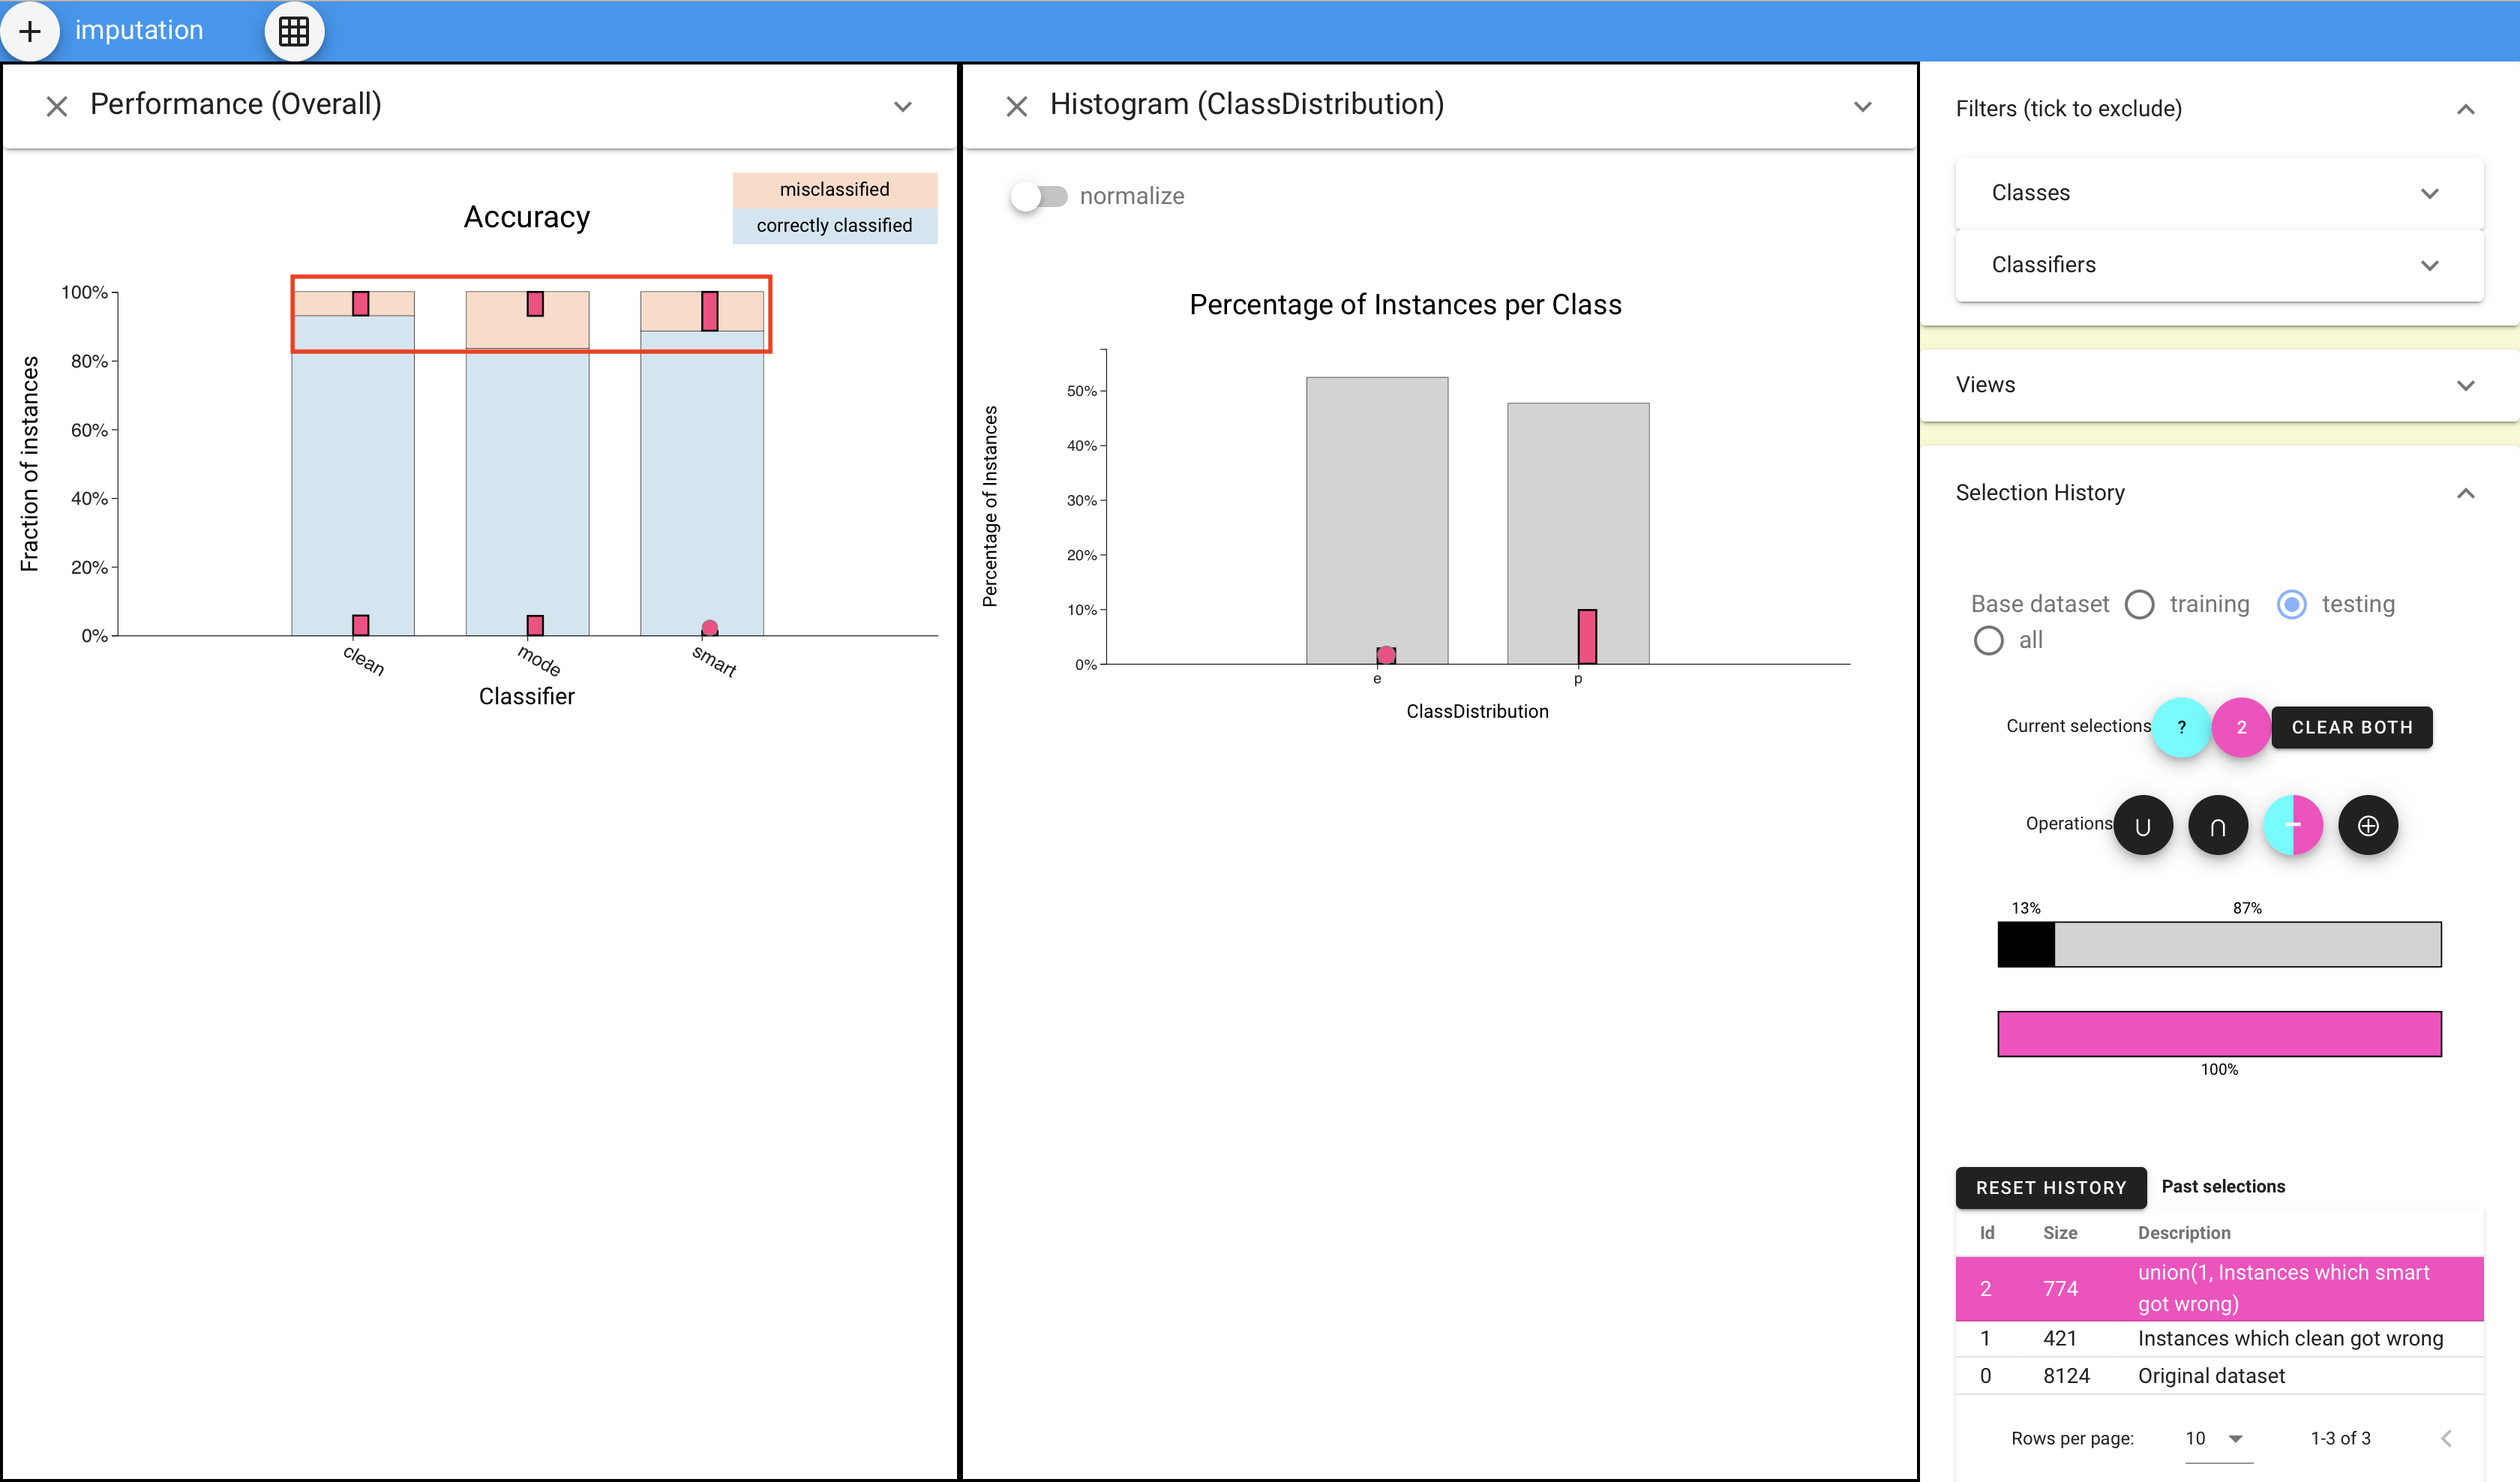 + imputation
Performance (Overall)
misclassified
correctly classified
Accuracy
Fraction of instances
100%
80%
60%
40%
20%
0%
clean
mode
smart
Classifier
Histogram (ClassDistribution)
normalize
Percentage of Instances per Class
Percentage of Instances
50%
40%
30%
20%
10%
0%
e
p
ClassDistribution
Filters (tick to exclude)
Classes
Classifiers
Views
Selection History
Base dataset training testing
all
Current selections ? 2 CLEAR BOTH
Operations ∪ ∩ − ⊕
13% 87%
100%
RESET HISTORY Past selections
Id Size Description
2 774 union(1, Instances which smart
got wrong)
1 421 Instances which clean got wrong
0 8124 Original dataset
Rows per page: 10 1-3 of 3